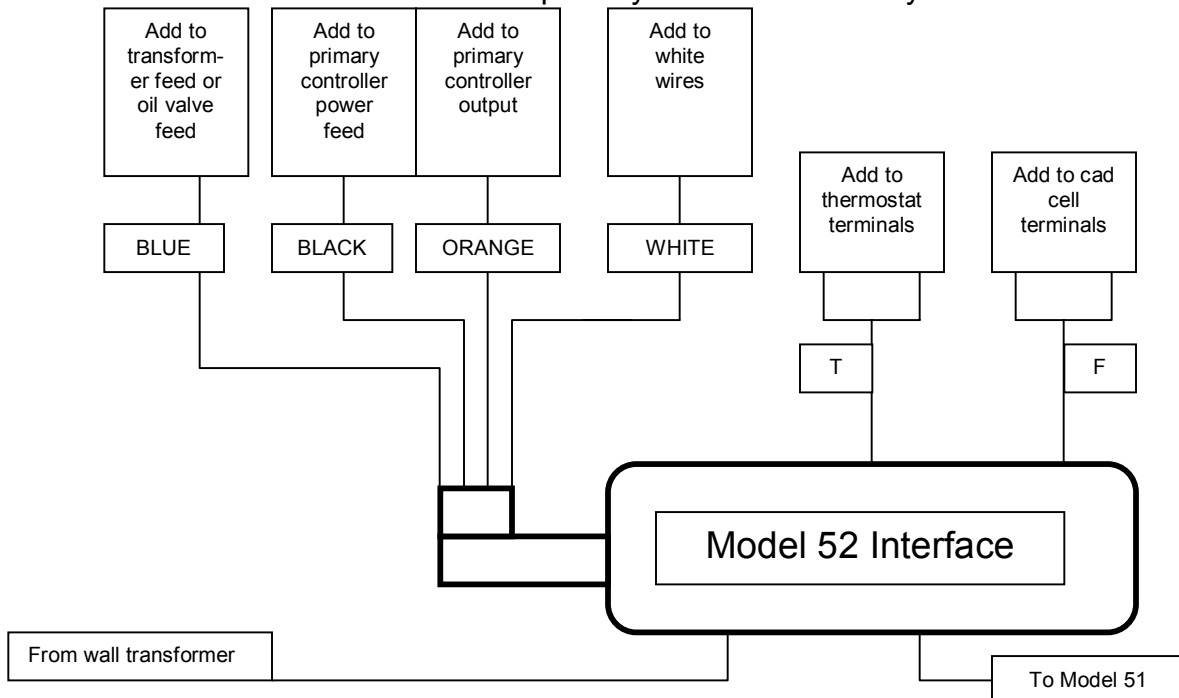 Add to
transform-
er feed or
oil valve
feed
Add to
primary
controller
power
feed
Add to
primary
controller
output
Add to
white
wires
Add to
thermostat
terminals
Add to cad
cell
terminals
BLUE
BLACK
ORANGE
WHITE
T
F
Model 52 Interface
From wall transformer
To Model 51